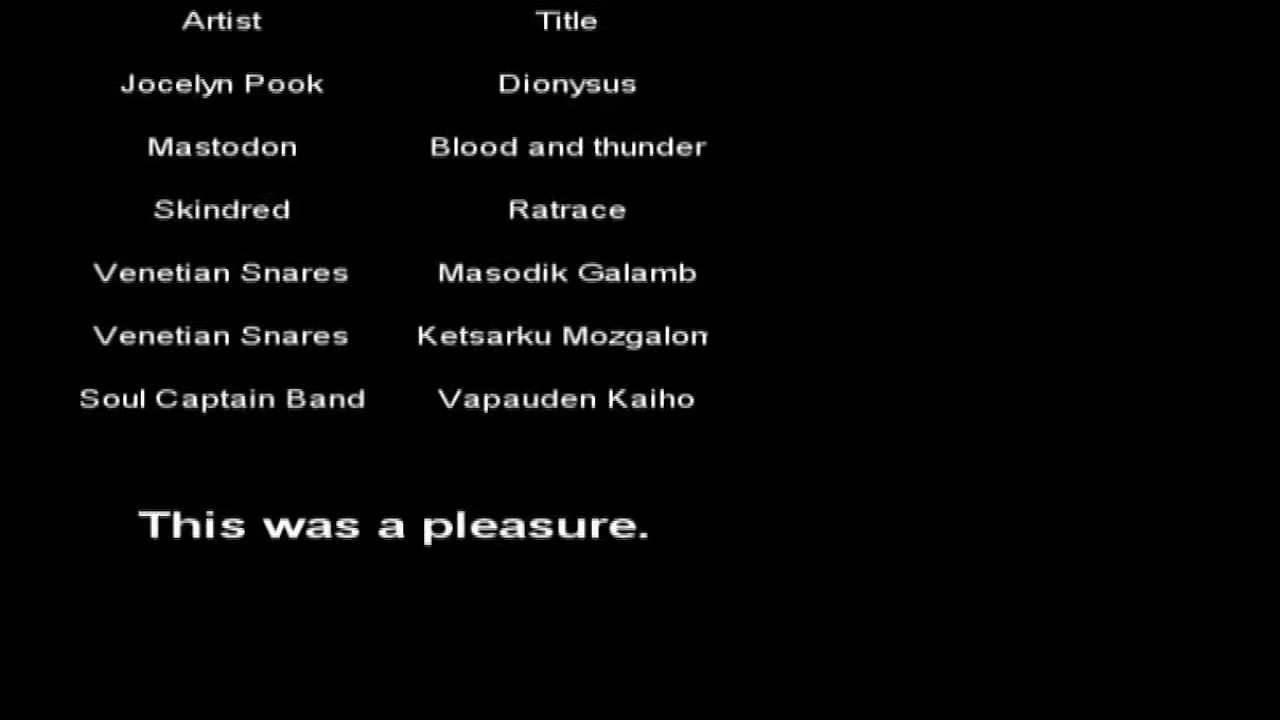 Artist Title
Jocelyn Pook Dionysus
Mastodon Blood and thunder
Skindred Ratrace
Venetian Snares Masodik Galamb
Venetian Snares Ketsarku Mozgalom
Soul Captain Band Vapauden Kaiho
This was a pleasure.